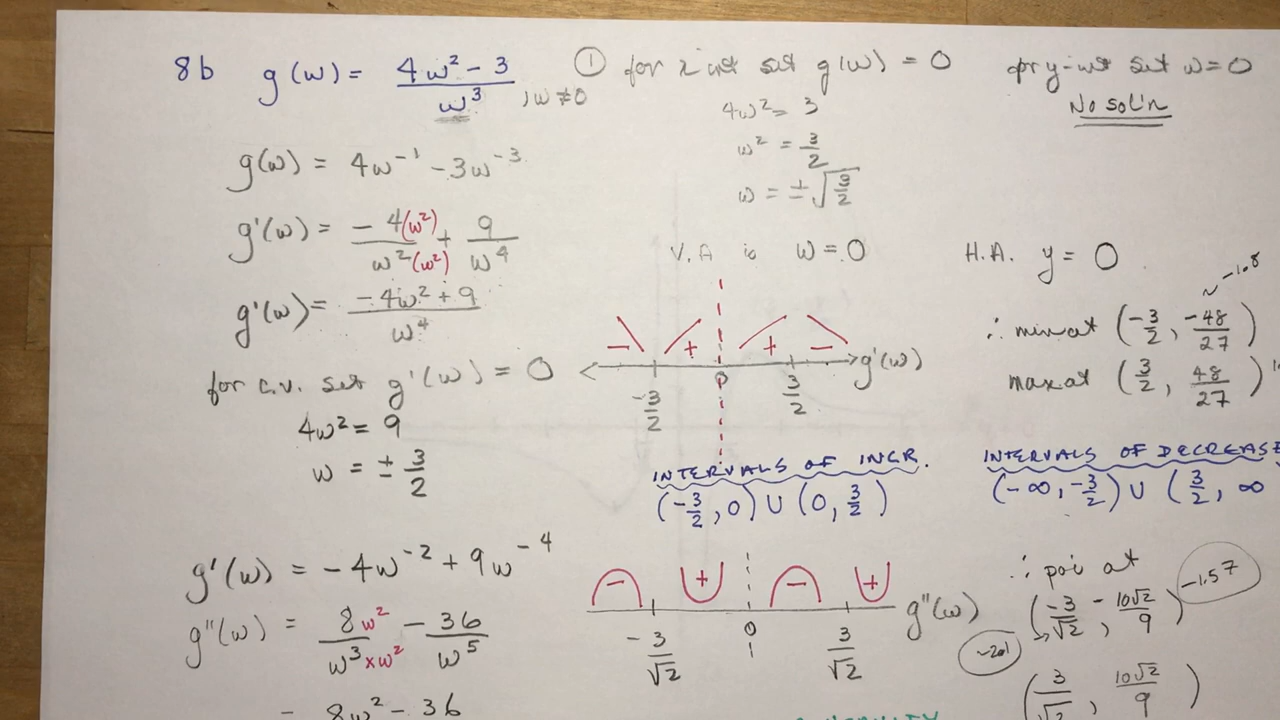 8b g(w) = (4w² - 3)/w³ , w ≠ 0
g(w) = 4w⁻¹ - 3w⁻³
g'(w) = -4(w²)/w²(w²) + 9/w⁴
g'(w) = (-4w² + 9)/w⁴
for c.v. set g'(w) = 0
4w² = 9
w = ± 3/2
g'(w) = -4w⁻² + 9w⁻⁴
g''(w) = 8w²/w³xw² - 36/w⁵
= 8w² - 36
① for x int set g(w) = 0
4w² = 3
w² = 3/2
w = ±√(3/2)
for y-int set w = 0
No sol'n
V.A is w = 0
H.A. y = 0
- + + - g'(w)
-3/2 0 3/2
∴ min at (-3/2, -48/27) ~ -1.8
max at (3/2, 48/27)
INTERVALS OF INCR.
(-3/2, 0) ∪ (0, 3/2)
INTERVALS OF DECREASE
(-∞, -3/2) ∪ (3/2, ∞
- + - + g''(w)
-3/√2 0 3/√2
∴ poi at
(-3/√2, -10√2/9) -1.57
(3/√2, 10√2/9)